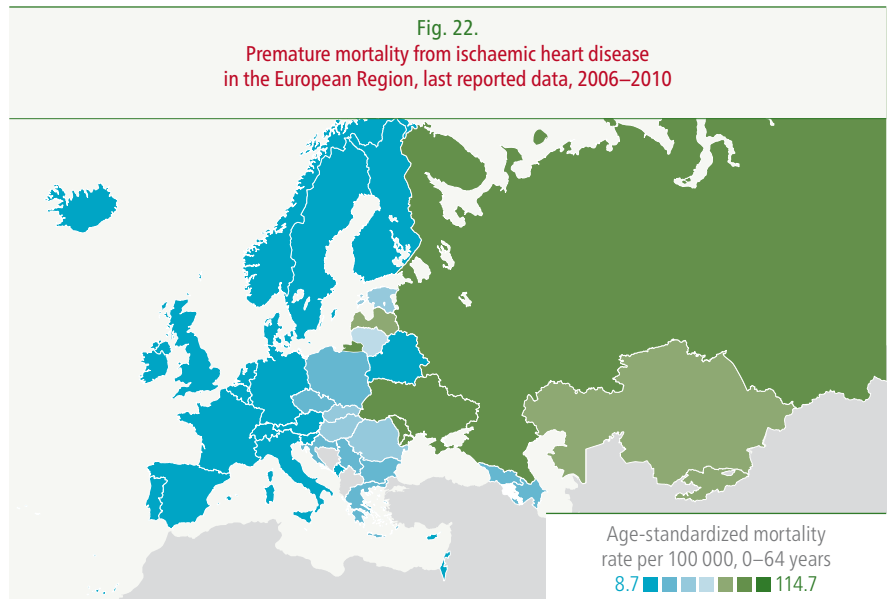 Fig. 22.
Premature mortality from ischaemic heart disease
in the European Region, last reported data, 2006–2010
Age-standardized mortality
rate per 100 000, 0–64 years
8.7 114.7